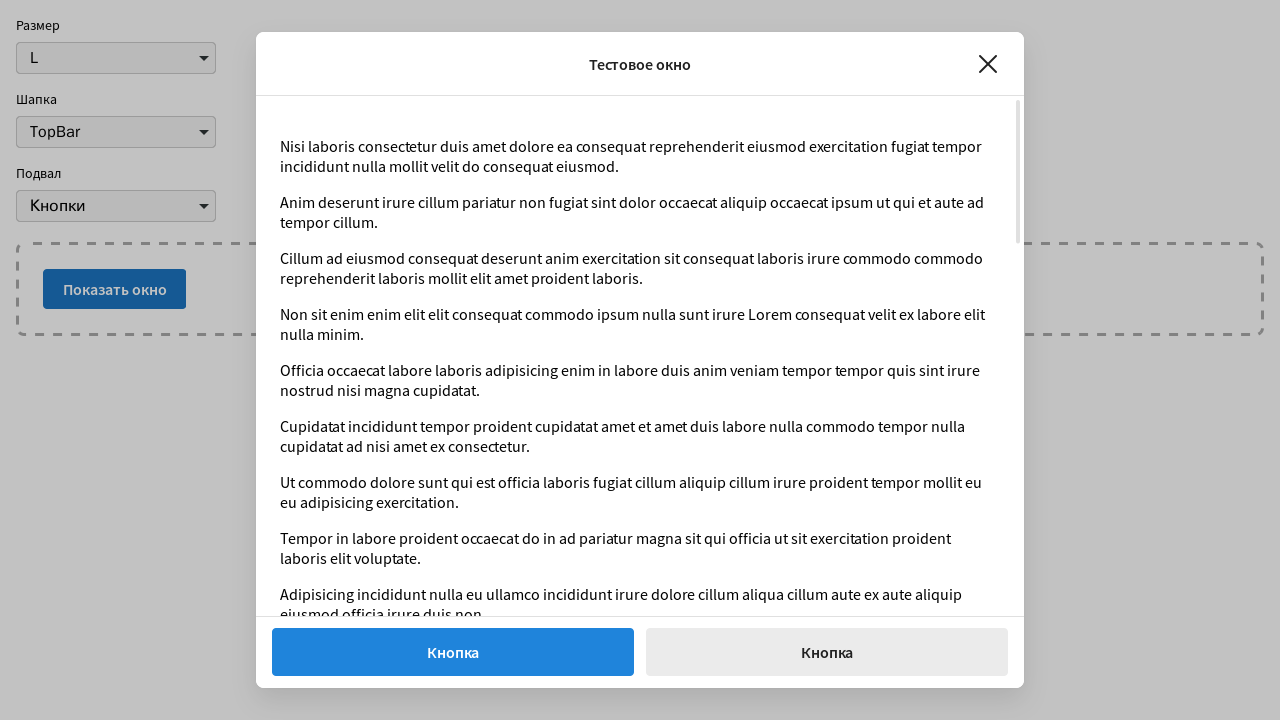 Размер
L
Шапка
TopBar
Подвал
Кнопки
Показать окно
Тестовое окно
Nisi laboris consectetur duis amet dolore ea consequat reprehenderit eiusmod exercitation fugiat tempor
incididunt nulla mollit velit do consequat eiusmod.
Anim deserunt irure cillum pariatur non fugiat sint dolor occaecat aliquip occaecat ipsum ut qui et aute ad
tempor cillum.
Cillum ad eiusmod consequat deserunt anim exercitation sit consequat laboris irure commodo commodo
reprehenderit laboris mollit elit amet proident laboris.
Non sit enim enim elit elit consequat commodo ipsum nulla sunt irure Lorem consequat velit ex labore elit
nulla minim.
Officia occaecat labore laboris adipisicing enim in labore duis anim veniam tempor tempor quis sint irure
nostrud nisi magna cupidatat.
Cupidatat incididunt tempor proident cupidatat amet et amet duis labore nulla commodo tempor nulla
cupidatat ad nisi amet ex consectetur.
Ut commodo dolore sunt qui est officia laboris fugiat cillum aliquip cillum irure proident tempor mollit eu
eu adipisicing exercitation.
Tempor in labore proident occaecat do in ad pariatur magna sit qui officia ut sit exercitation proident
laboris elit voluptate.
Adipisicing incididunt nulla eu ullamco incididunt irure dolore cillum aliqua cillum aute ex aute aliquip
eiusmod officia irure duis non.
Кнопка
Кнопка